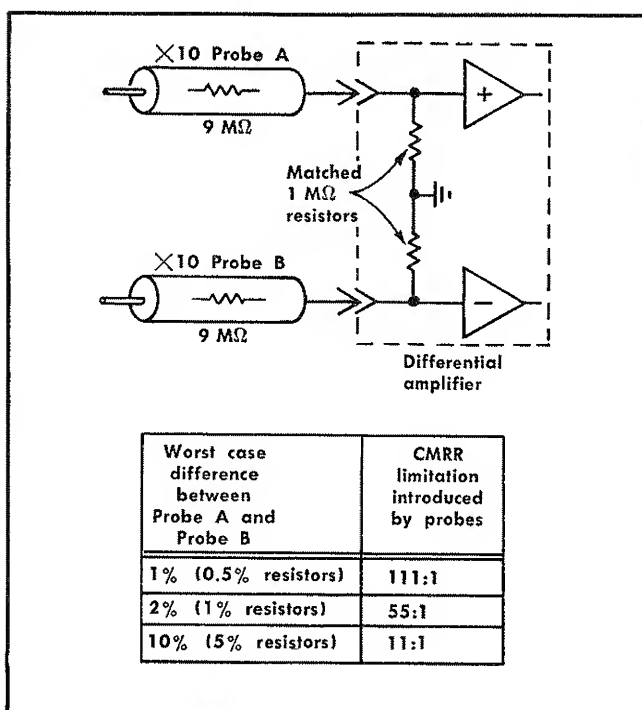 ×10 Probe A
9 MΩ
+
Matched
1 MΩ
resistors
×10 Probe B
9 MΩ
−
Differential
amplifier
Worst case
difference
between
Probe A and
Probe B
CMRR
limitation
introduced
by probes
1% (0.5% resistors) 111:1
2% (1% resistors) 55:1
10% (5% resistors) 11:1